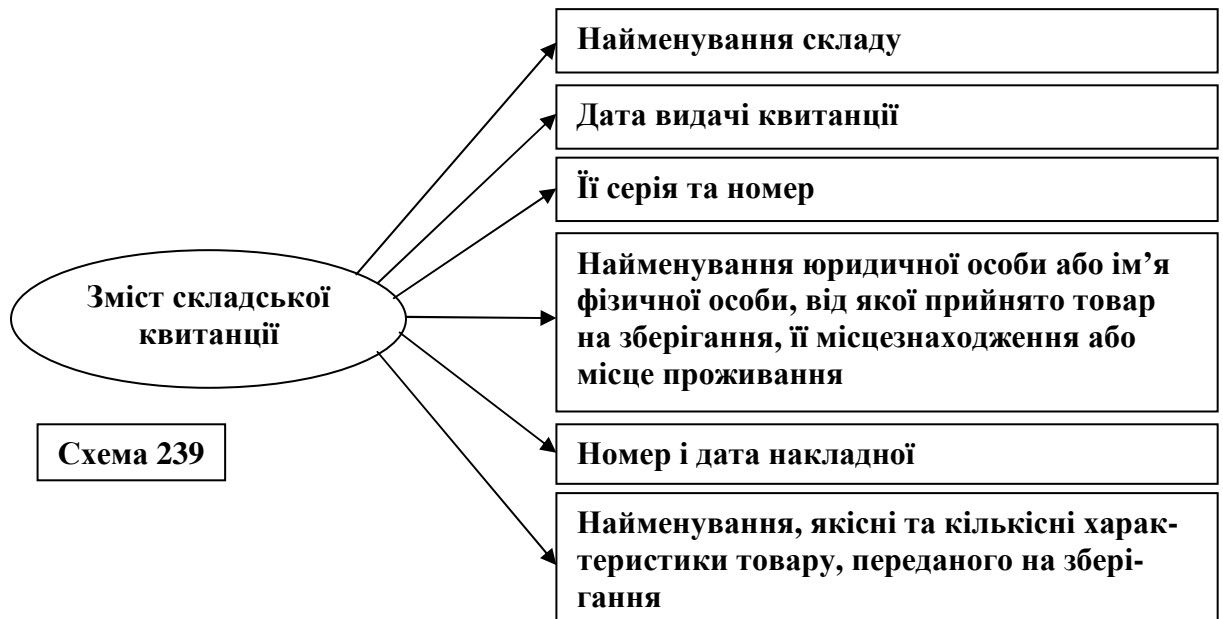 Найменування складу
Дата видачі квитанції
Її серія та номер
Зміст складської
квитанції
Найменування юридичної особи або ім’я
фізичної особи, від якої прийнято товар
на зберігання, її місцезнаходження або
місце проживання
Схема 239
Номер і дата накладної
Найменування, якісні та кількісні харак-
теристики товару, переданого на збері-
гання